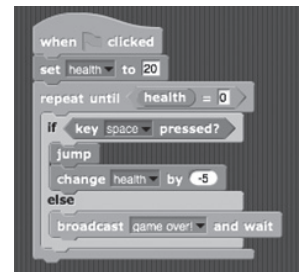 when clicked
set health to 20
repeat until health = 0
if key space pressed?
jump
change health by -5
else
broadcast game over! and wait